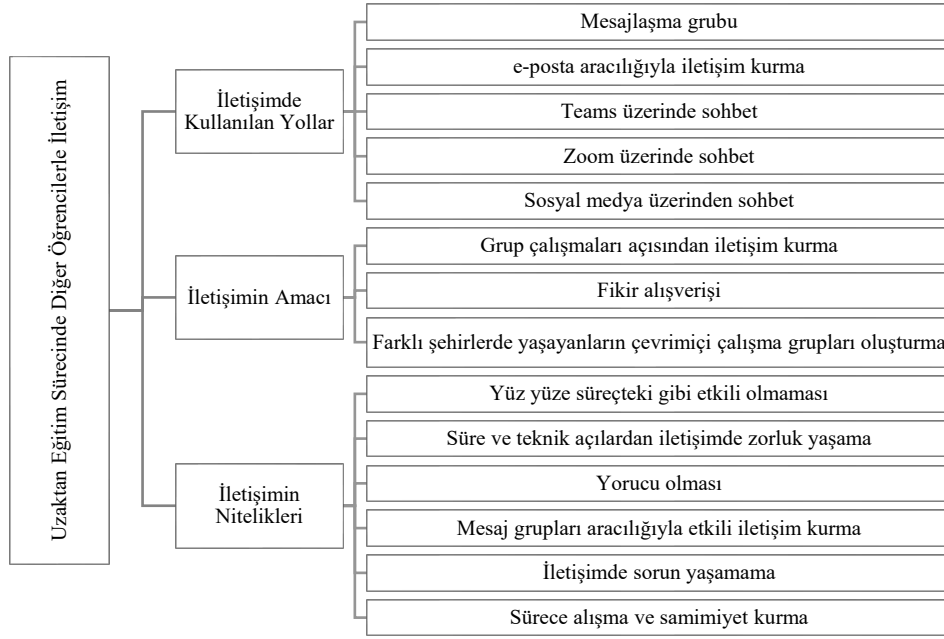 Uzaktan Eğitim Sürecinde Diğer Öğrencilerle İletişim
İletişimde
Kullanılan Yollar
Mesajlaşma grubu
e-posta aracılığıyla iletişim kurma
Teams üzerinde sohbet
Zoom üzerinde sohbet
Sosyal medya üzerinden sohbet
İletişimin Amacı
Grup çalışmaları açısından iletişim kurma
Fikir alışverişi
Farklı şehirlerde yaşayanların çevrimiçi çalışma grupları oluşturma
İletişimin
Nitelikleri
Yüz yüze süreçteki gibi etkili olmaması
Süre ve teknik açılardan iletişimde zorluk yaşama
Yorucu olması
Mesaj grupları aracılığıyla etkili iletişim kurma
İletişimde sorun yaşamama
Sürece alışma ve samimiyet kurma